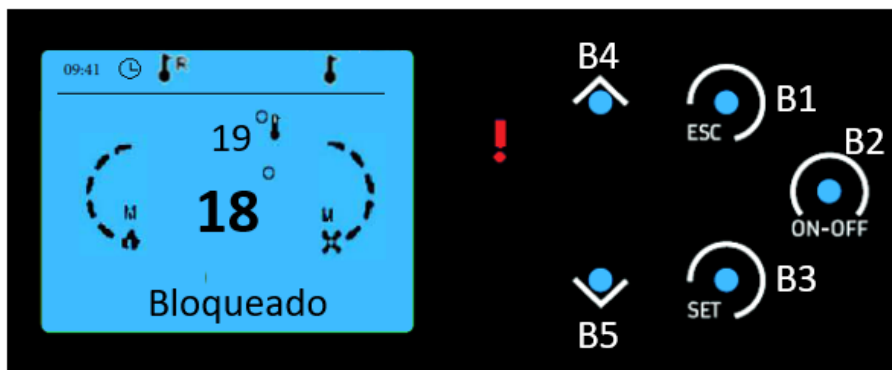 09:41
R
19°
18°
M
M
Bloqueado
!
B4
B1
ESC
B2
ON-OFF
B3
SET
B5